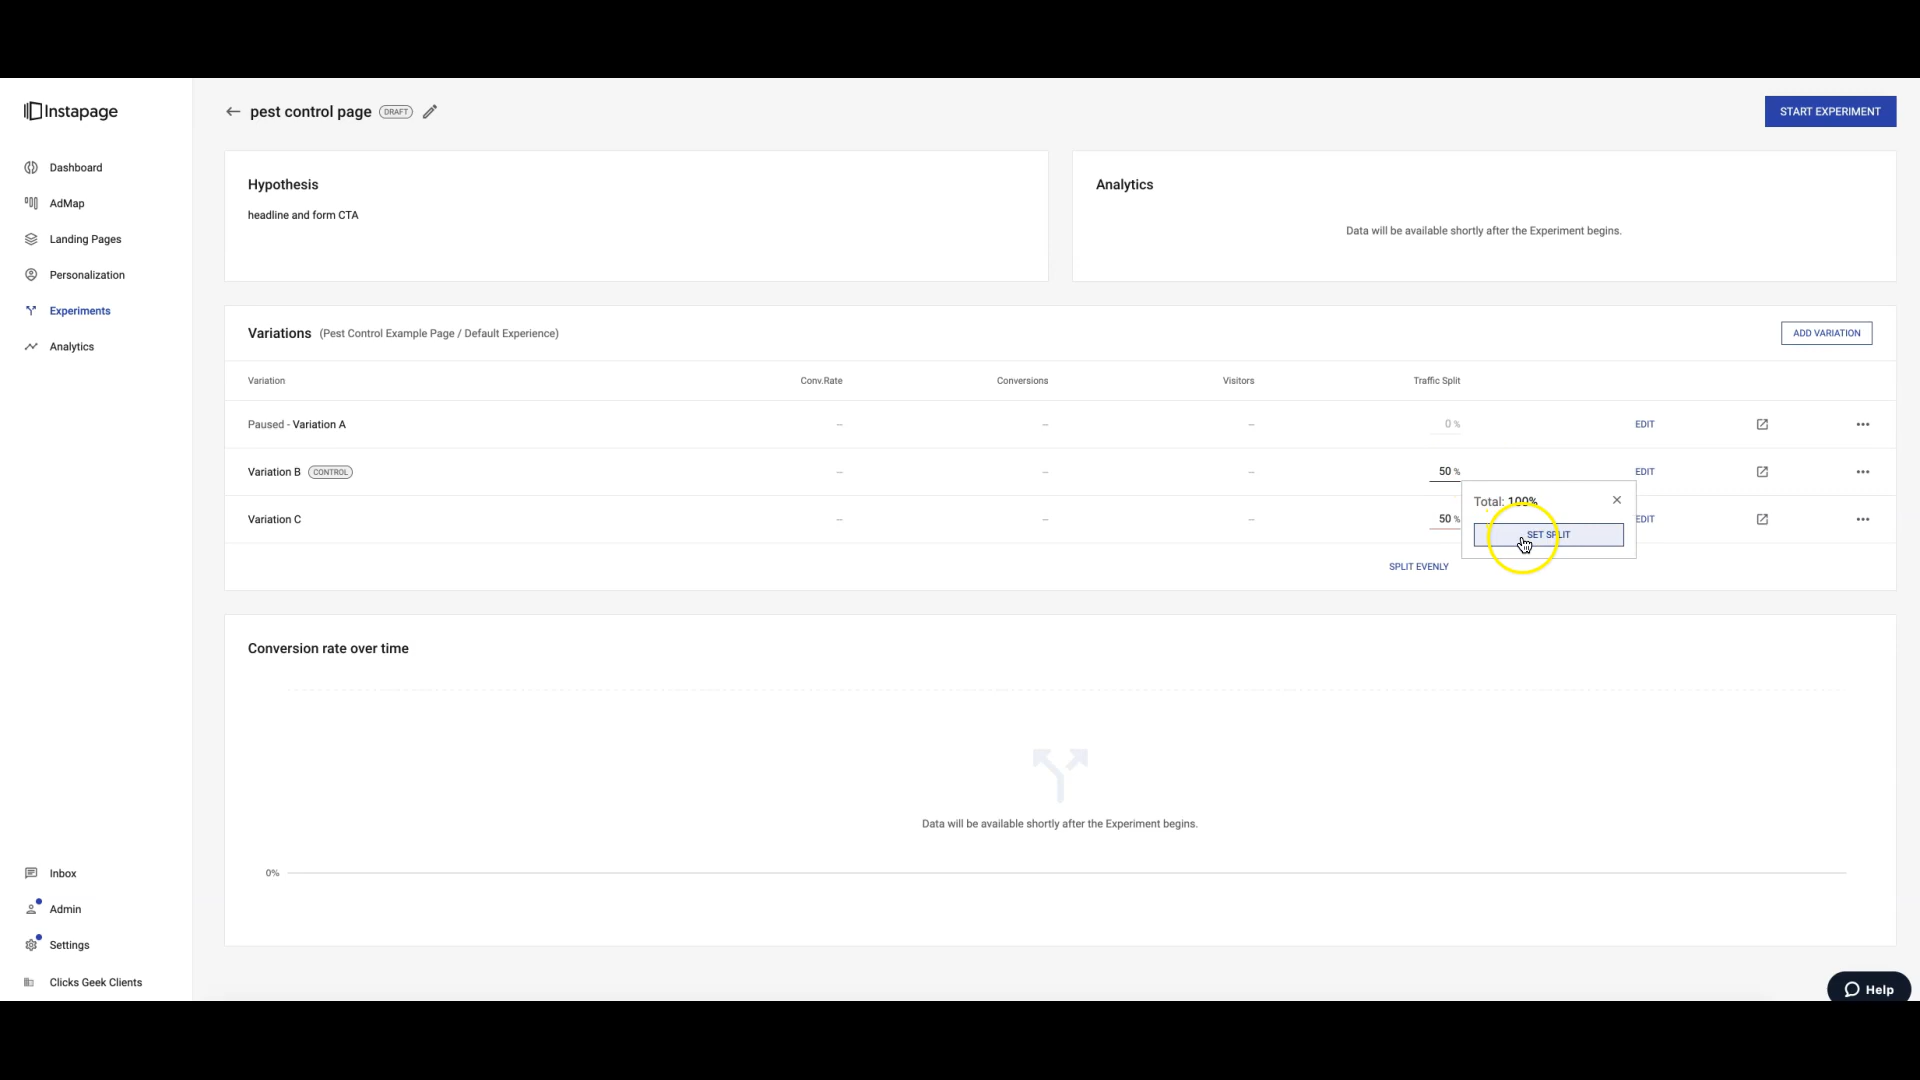 Instapage
pest control page DRAFT
START EXPERIMENT
Dashboard
AdMap
Landing Pages
Personalization
Experiments
Analytics
Hypothesis
headline and form CTA
Analytics
Data will be available shortly after the Experiment begins.
Variations (Pest Control Example Page / Default Experience)
ADD VARIATION
Variation Conv.Rate Conversions Visitors Traffic Split
Paused - Variation A -- -- -- 0 % EDIT
Variation B CONTROL -- -- -- 50 % EDIT
Total: 100%
Variation C -- -- -- 50 % EDIT
SET SPLIT
SPLIT EVENLY
Conversion rate over time
Data will be available shortly after the Experiment begins.
0%
Inbox
Admin
Settings
Clicks Geek Clients
Help